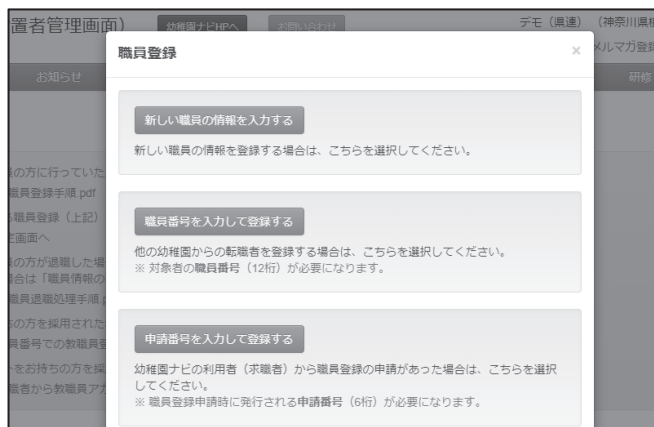 置者管理画面）
幼稚園ナビHPへ
お問い合わせ
デモ（県連）（神奈川県
メルマガ登録
お知らせ
研修
職員登録
×
新しい職員の情報を入力する
新しい職員の情報を登録する場合は、こちらを選択してください。
職員番号を入力して登録する
他の幼稚園からの転職者を登録する場合は、こちらを選択してください。
※ 対象者の職員番号（12桁）が必要になります。
申請番号を入力して登録する
幼稚園ナビの利用者（求職者）から職員登録の申請があった場合は、こちらを選択
してください。
※ 職員登録申請時に発行される申請番号（6桁）が必要になります。
の方に行っていた
職員登録手順.pdf
職員登録（上記）
画面へ
の方が退職した場
場合は「職員情報の
職員退職処理手順
ちの方を採用された
員番号での教職員登
をお持ちの方を採
職者から教職員アカ